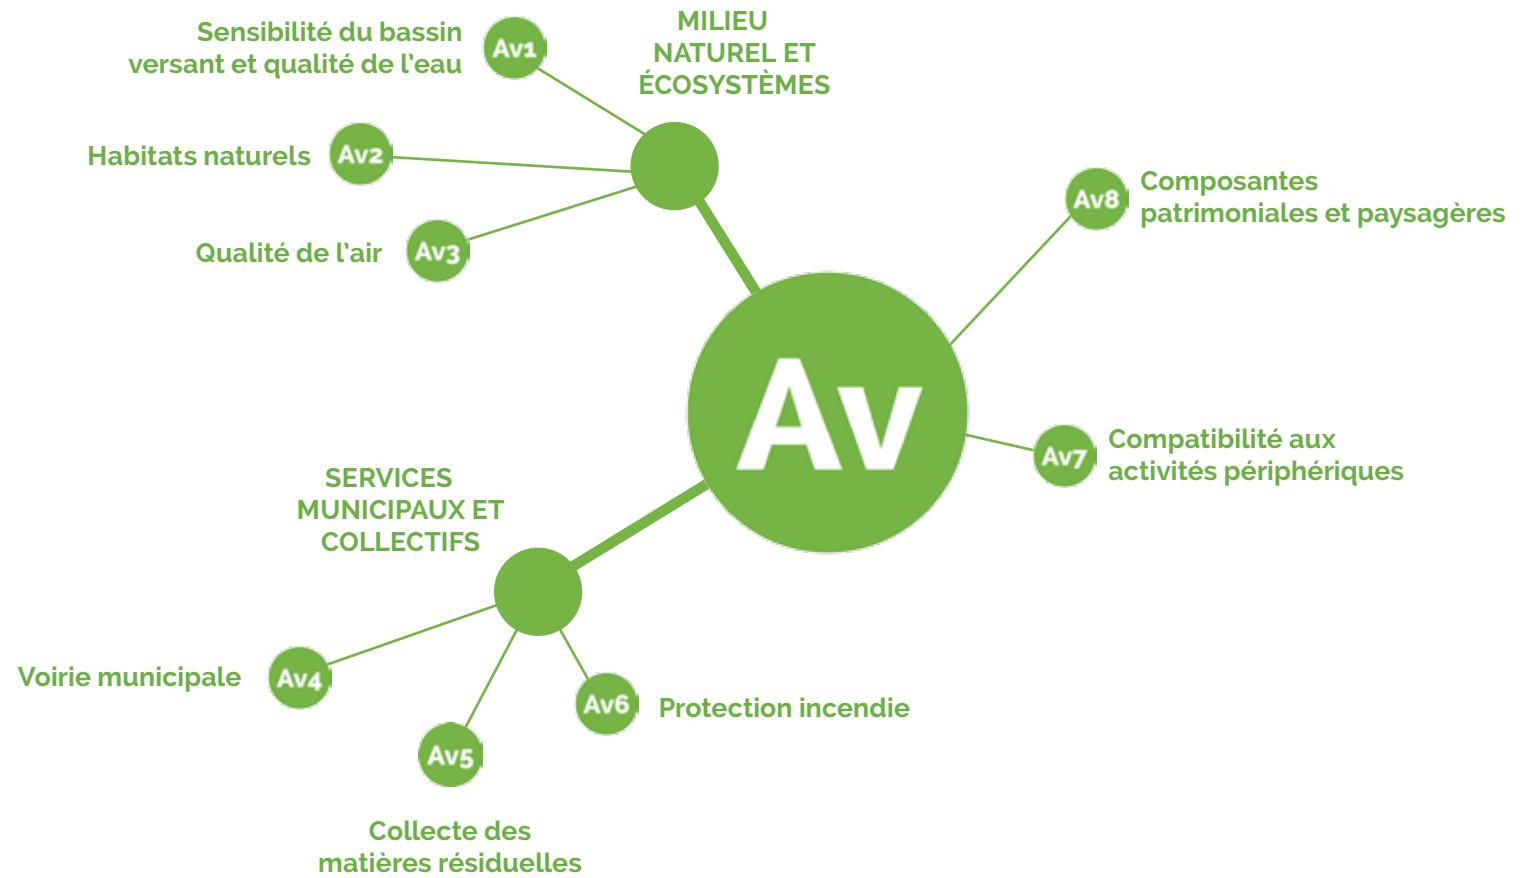 MILIEU
NATUREL ET
ÉCOSYSTÈMES
Sensibilité du bassin
versant et qualité de l'eau
Av1
Habitats naturels
Av2
Qualité de l'air
Av3
Av8
Composantes
patrimoniales et paysagères
Av
Av7
Compatibilité aux
activités périphériques
SERVICES
MUNICIPAUX ET
COLLECTIFS
Voirie municipale
Av4
Av5
Collecte des
matières résiduelles
Av6
Protection incendie